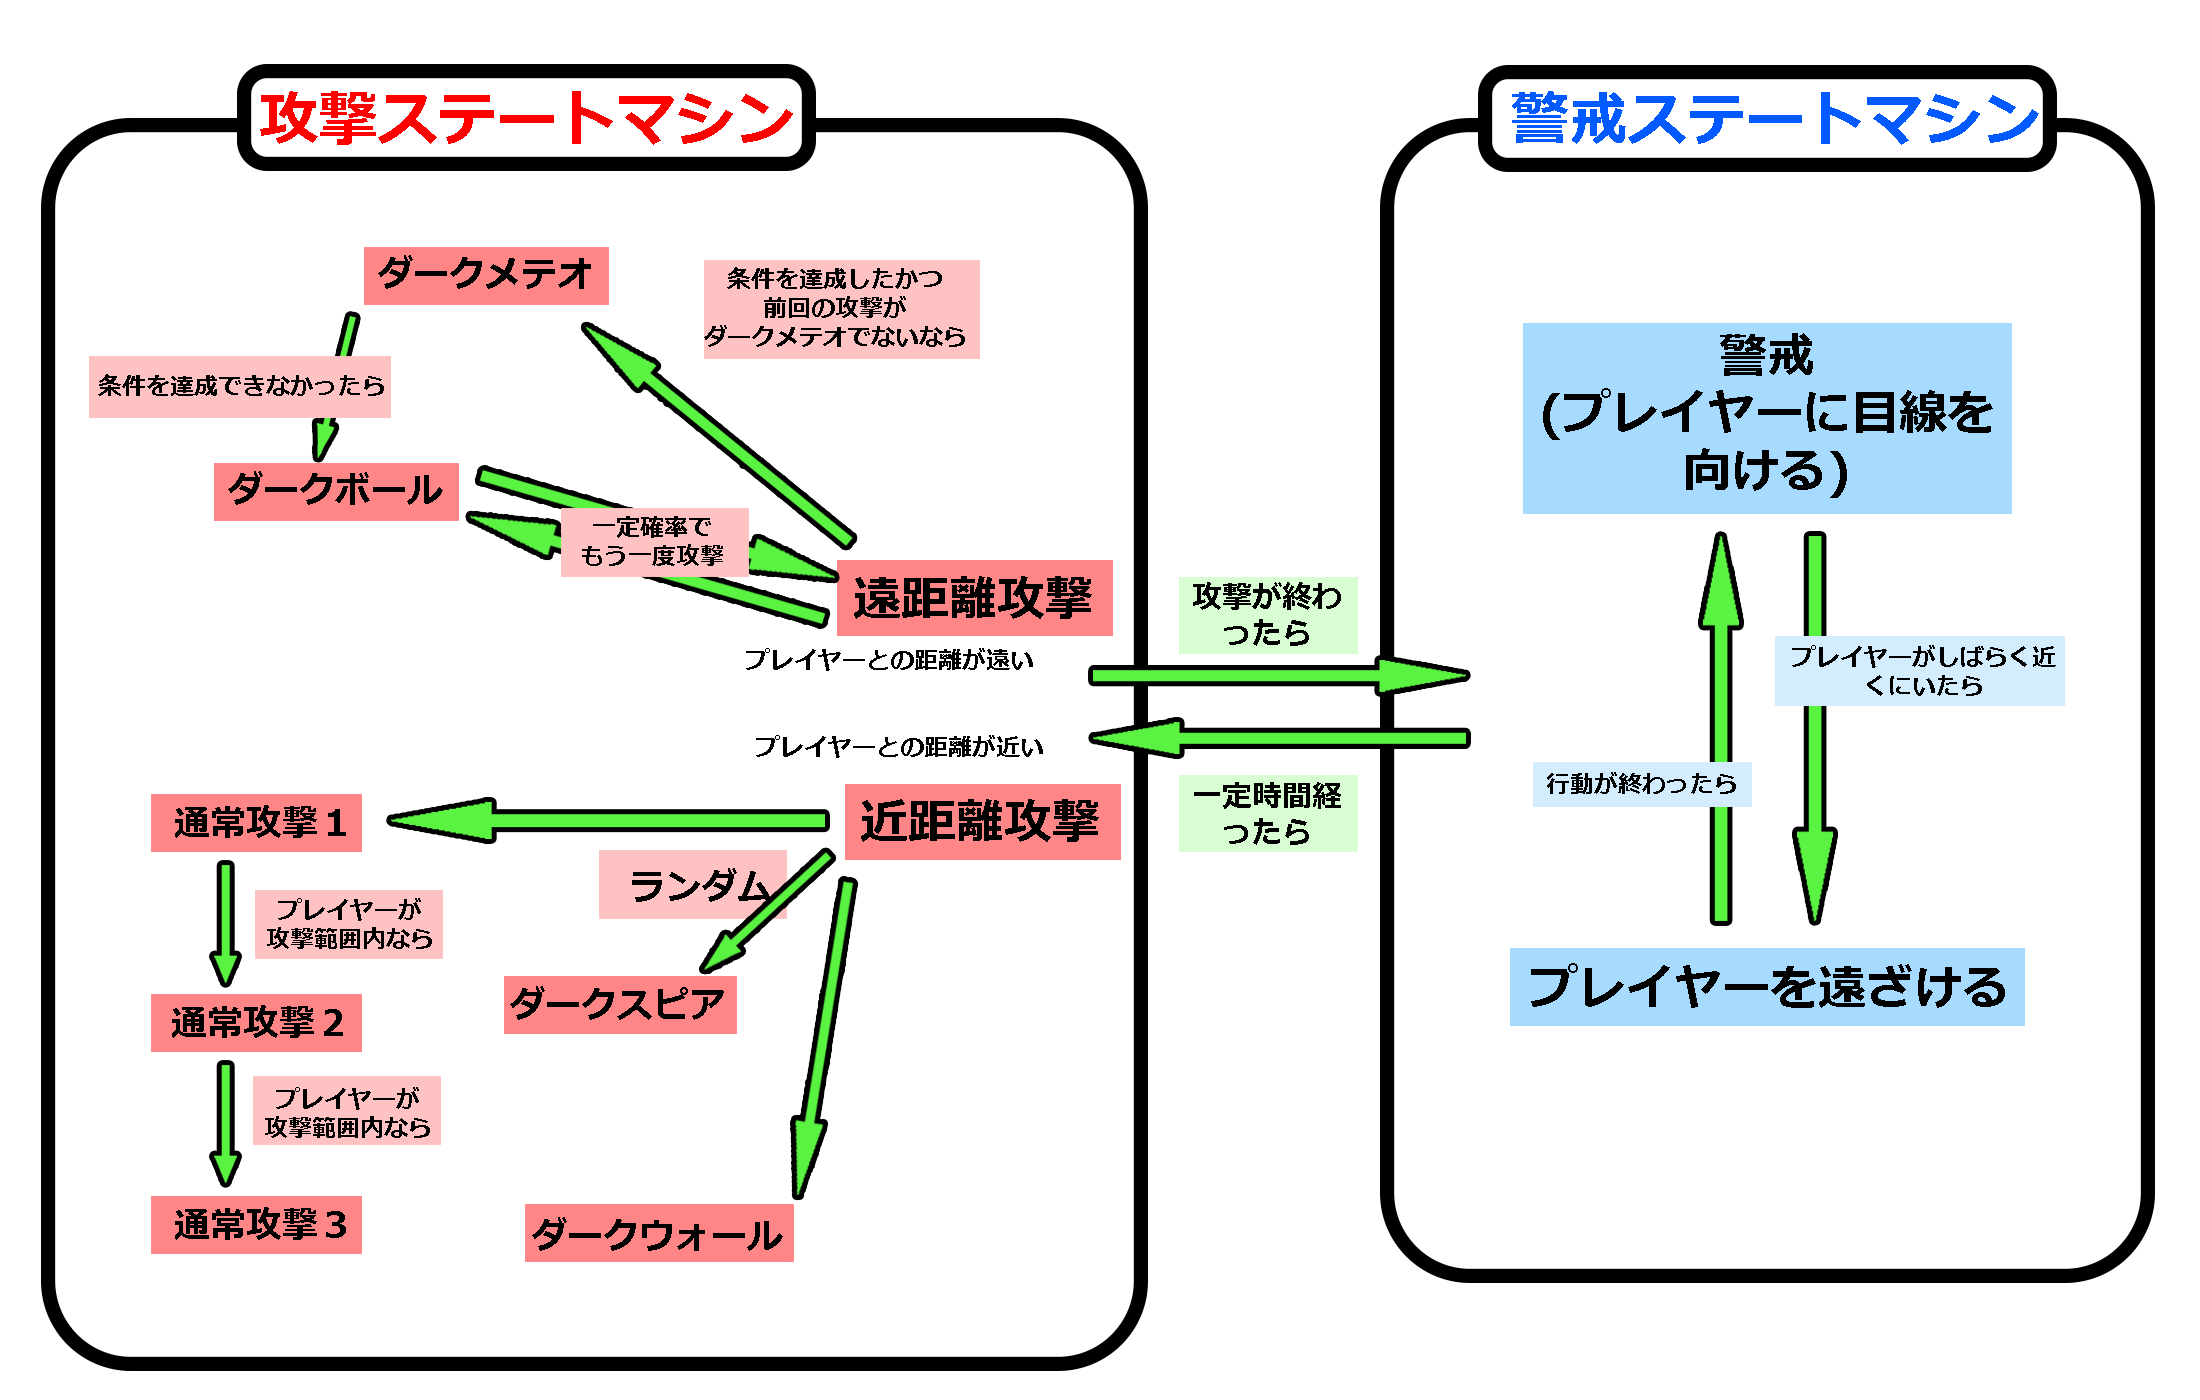 攻撃ステートマシン
ダークメテオ
条件を達成したかつ
前回の攻撃が
ダークメテオでないなら
条件を達成できなかったら
ダークボール
一定確率で
もう一度攻撃
遠距離攻撃
プレイヤーとの距離が遠い
プレイヤーとの距離が近い
近距離攻撃
通常攻撃１
ランダム
プレイヤーが
攻撃範囲内なら
ダークスピア
通常攻撃２
プレイヤーが
攻撃範囲内なら
通常攻撃３
ダークウォール
攻撃が終わ
ったら
一定時間経
ったら
警戒ステートマシン
警戒
(プレイヤーに目線を
向ける)
プレイヤーがしばらく近
くにいたら
行動が終わったら
プレイヤーを遠ざける